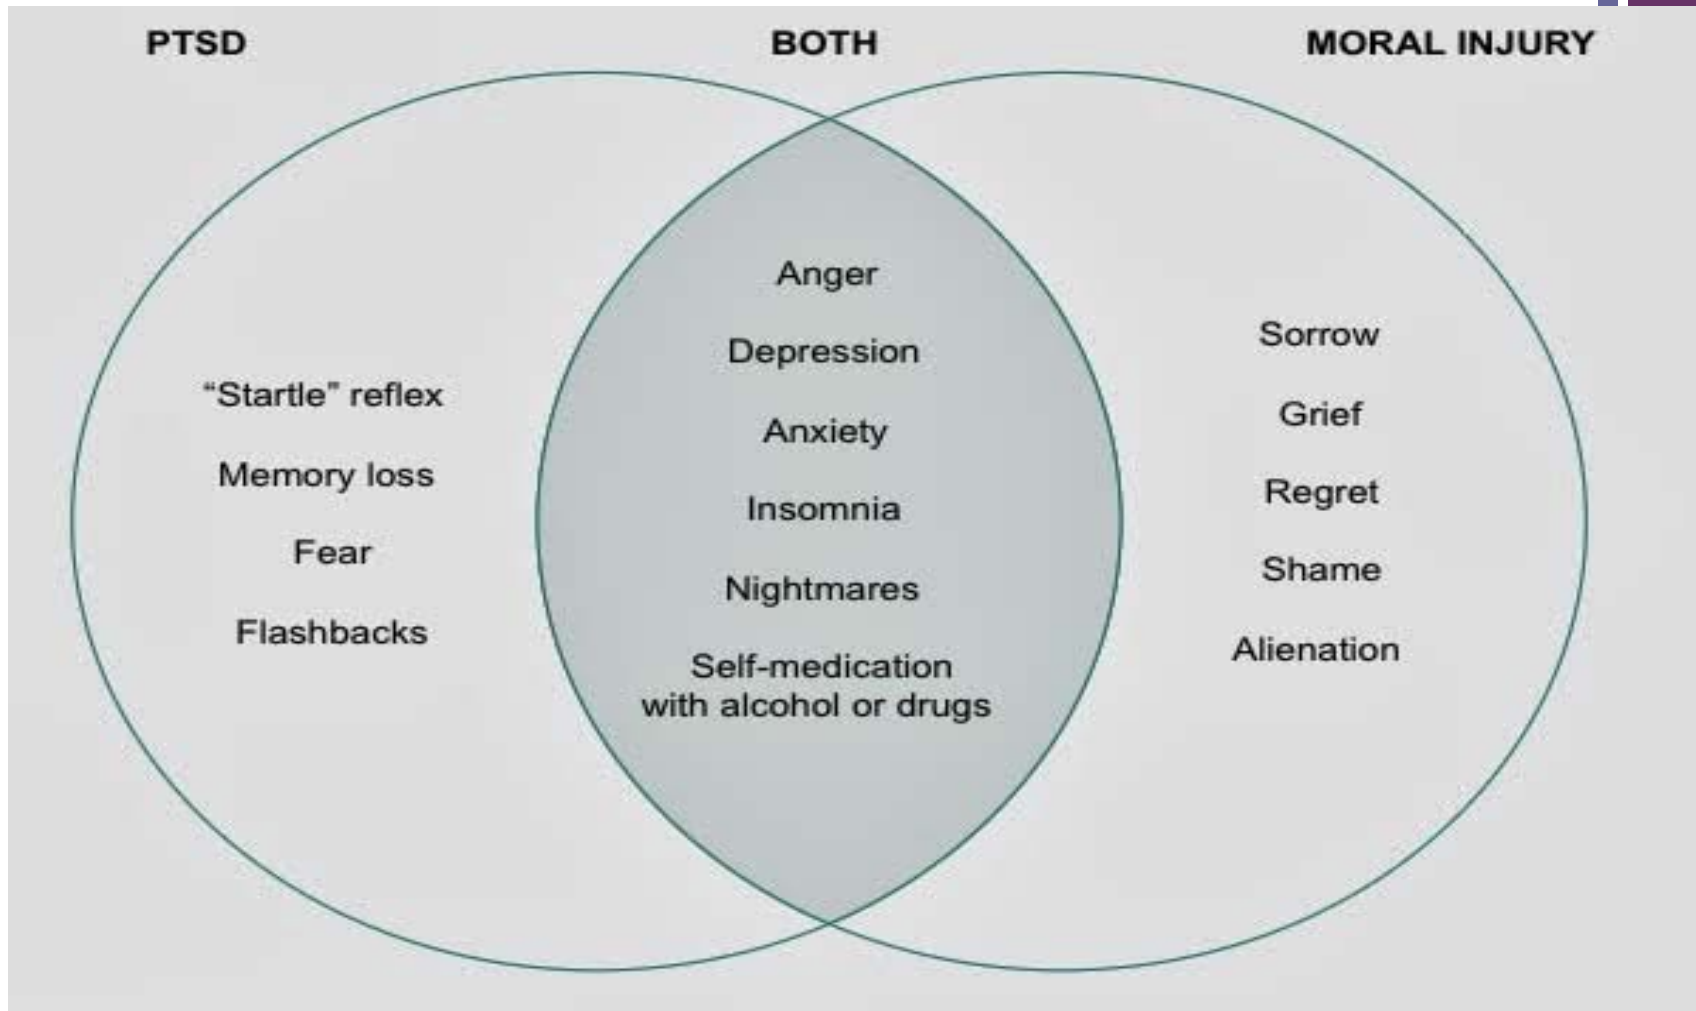 PTSD
BOTH
MORAL INJURY
“Startle” reflex
Memory loss
Fear
Flashbacks
Anger
Depression
Anxiety
Insomnia
Nightmares
Self-medication
with alcohol or drugs
Sorrow
Grief
Regret
Shame
Alienation